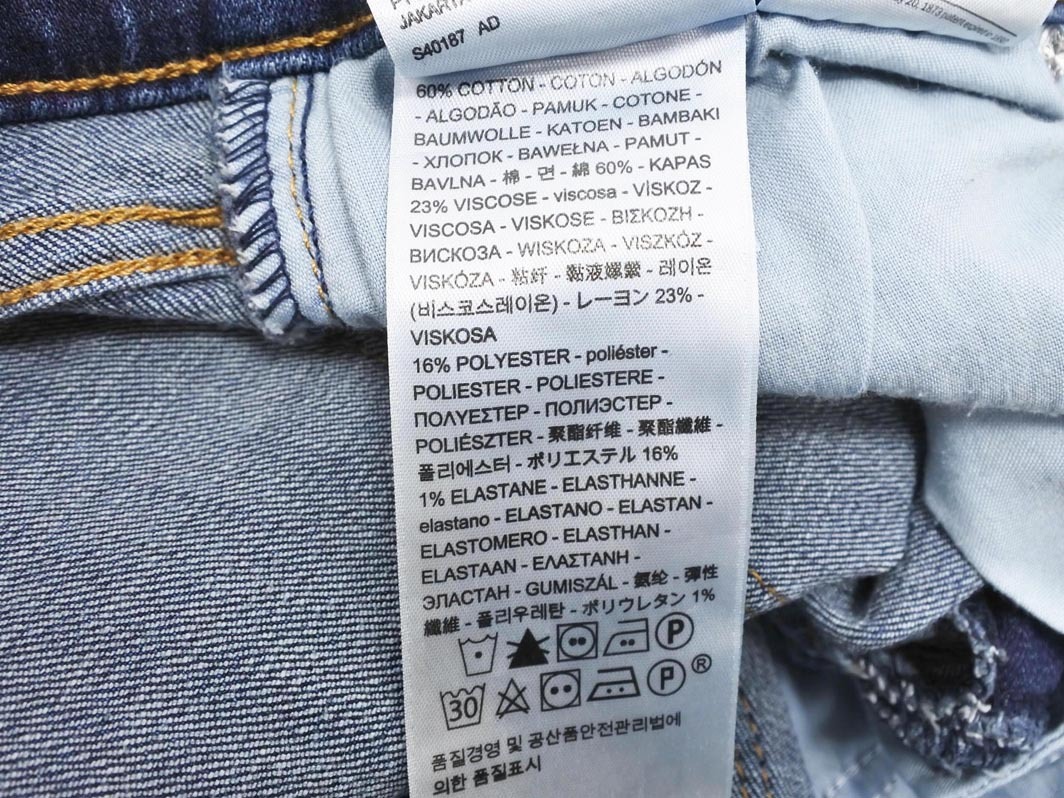 JAKARTA
S40187 AD
20, 1873 patent
60% COTTON - COTON - ALGODÓN
- ALGODÃO - PAMUK - COTONE -
BAUMWOLLE - KATOEN - BAMBAKI
- ХЛОПОК - BAWEŁNA - PAMUT -
BAVLNA - 棉 - 면 - 綿 60% - KAPAS
23% VISCOSE - viscosa - VİSKOZ -
VISCOSA - VISKOSE - ΒΙΣΚΟΖΗ -
ВИСКОЗА - WISKOZA - VISZKÓZ -
VISKÓZA - 粘纤 - 黏液嫘縈 - 레이온
(비스코스레이온) - レーヨン 23% -
VISKOSA
16% POLYESTER - poliéster -
POLIESTER - POLIESTERE -
ΠΟΛΥΕΣΤΕΡ - ПОЛИЭСТЕР -
POLIÉSZTER - 聚酯纤维 - 聚酯纖維 -
폴리에스터 - ポリエステル 16%
1% ELASTANE - ELASTHANNE -
elastano - ELASTANO - ELASTAN -
ELASTOMERO - ELASTHAN -
ELASTAAN - ΕΛΑΣΤΑΝΗ -
ЭЛАСТАН - GUMISZÁL - 氨纶 - 彈性
纖維 - 폴리우레탄 - ポリウレタン 1%
P
30 P ®
품질경영 및 공산품안전관리법에
의한 품질표시